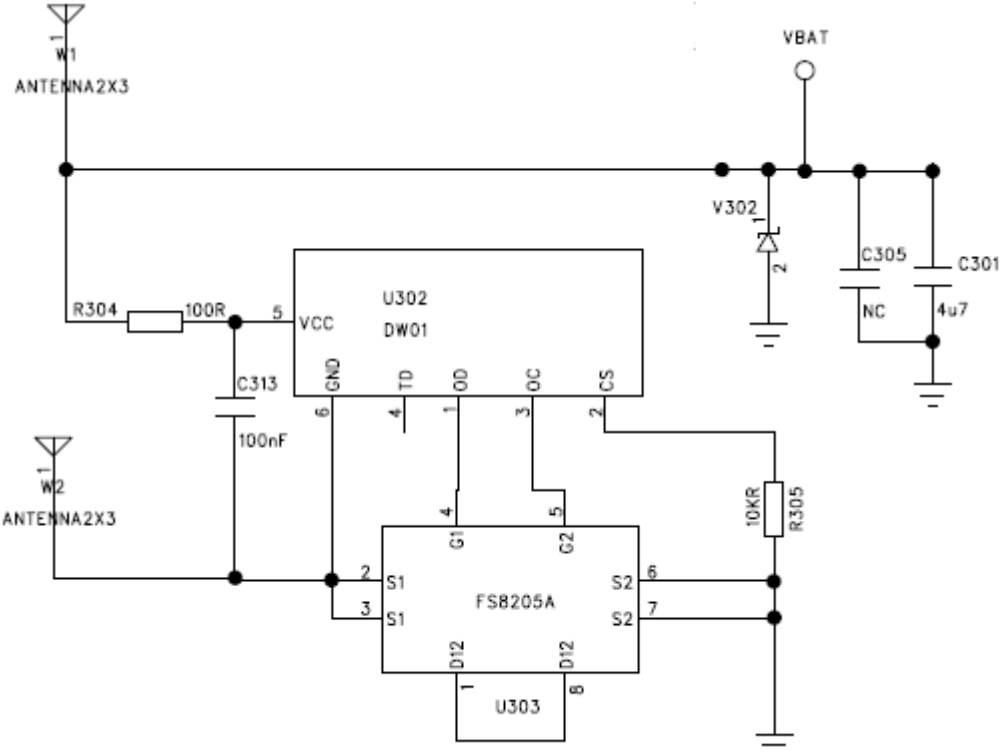 VBAT
1
W1
ANTENNA2X3
V302
1
2
C305
NC
C301
4u7
R304
100R
5
VCC
U302
DW01
GND
TD
OD
OC
CS
6
4
1
3
2
C313
100nF
1
W2
ANTENNA2X3
10KR
R305
4
5
G1
G2
2
S1
3
S1
FS8205A
S2
6
S2
7
D12
D12
1
8
U303